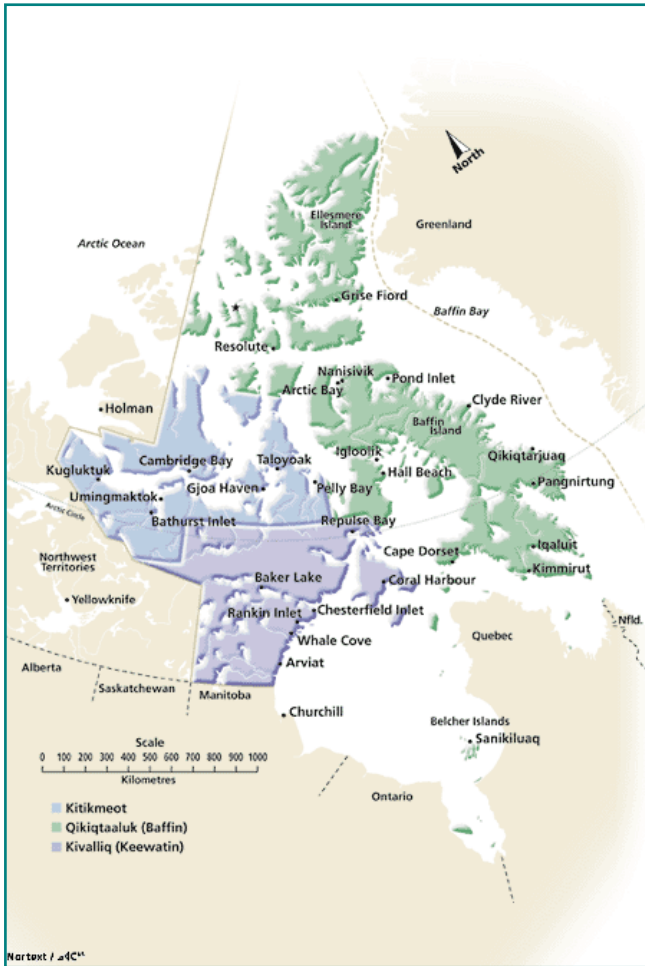 North
Ellesmere
Island
Greenland
Arctic Ocean
Grise Fiord
Baffin Bay
Resolute
Nanisivik
Pond Inlet
Arctic Bay
Clyde River
Holman
Baffin
Island
Igloolik
Qikiqtarjuaq
Kugluktuk
Cambridge Bay
Taloyoak
Hall Beach
Umingmaktok
Gjoa Haven
Pelly Bay
Pangnirtung
Arctic Circle
Bathurst Inlet
Repulse Bay
Northwest
Territories
Cape Dorset
Iqaluit
Baker Lake
Coral Harbour
Kimmirut
Yellowknife
Rankin Inlet
Chesterfield Inlet
Nfld.
Whale Cove
Quebec
Alberta
Arviat
Saskatchewan
Manitoba
Churchill
Belcher Islands
Sanikiluaq
Scale
0 100 200 300 400 500 600 700 800 900 1000
Kilometres
Ontario
Kitikmeot
Qikiqtaaluk (Baffin)
Kivalliq (Keewatin)
Nortext /